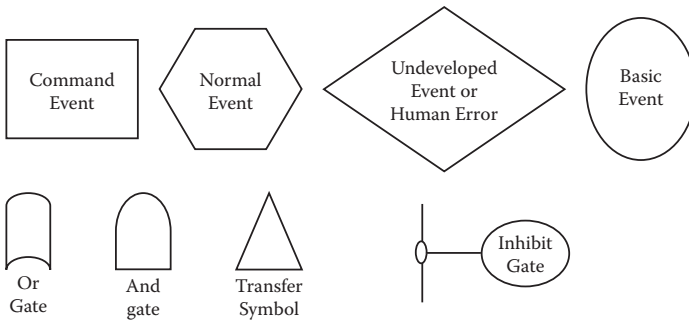 Command
Event
Normal
Event
Undeveloped
Event or
Human Error
Basic
Event
Or
Gate
And
gate
Transfer
Symbol
Inhibit
Gate